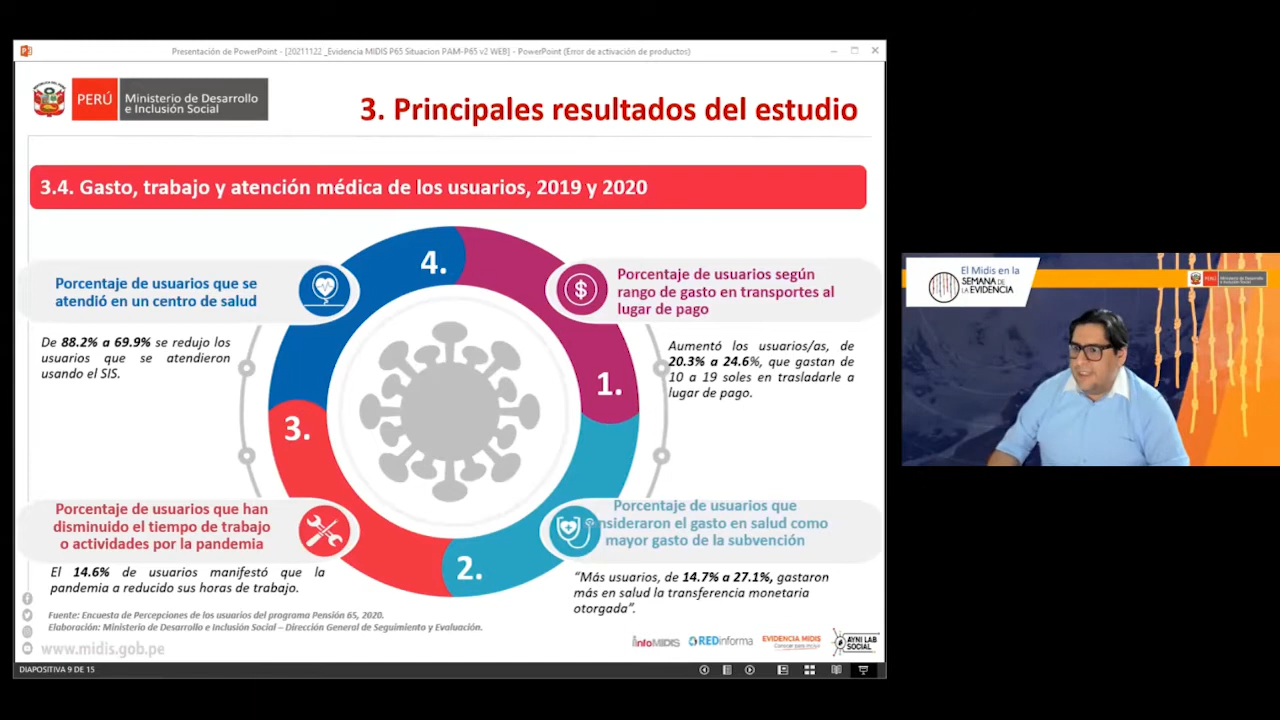 Presentación de PowerPoint - [20211122 _Evidencia MIDIS P65 Situacion PAM-P65 v2 WEB] - PowerPoint (Error de activación de productos)
PERÚ
Ministerio de Desarrollo
e Inclusión Social
3. Principales resultados del estudio
3.4. Gasto, trabajo y atención médica de los usuarios, 2019 y 2020
4.
Porcentaje de usuarios que se
atendió en un centro de salud
De 88.2% a 69.9% se redujo los
usuarios que se atendieron
usando el SIS.
$
Porcentaje de usuarios según
rango de gasto en transportes al
lugar de pago
Aumentó los usuarios/as, de
20.3% a 24.6%, que gastan de
10 a 19 soles en trasladarle a
lugar de pago.
1.
3.
Porcentaje de usuarios que han
disminuido el tiempo de trabajo
o actividades por la pandemia
El 14.6% de usuarios manifestó que la
pandemia a reducido sus horas de trabajo.
2.
Porcentaje de usuarios que
nsideraron el gasto en salud como
mayor gasto de la subvención
“Más usuarios, de 14.7% a 27.1%, gastaron
más en salud la transferencia monetaria
otorgada”.
Fuente: Encuesta de Percepciones de los usuarios del programa Pensión 65, 2020.
Elaboración: Ministerio de Desarrollo e Inclusión Social – Dirección General de Seguimiento y Evaluación.
www.midis.gob.pe
infoMIDIS
REDinforma
EVIDENCIA MIDIS
Conocer para incluir
AYNI LAB
SOCIAL
DIAPOSITIVA 9 DE 15
El Midis en la
SEMANA DE
LA EVIDENCIA
PERÚ